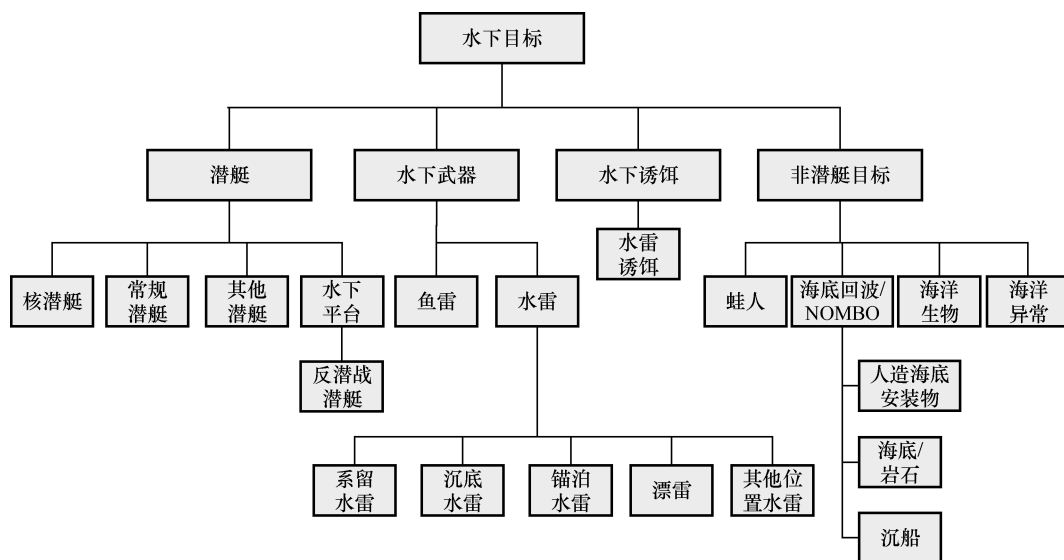 水下目标
潜艇
水下武器
水下诱饵
非潜艇目标
水雷
诱饵
核潜艇
常规
潜艇
其他
潜艇
水下
平台
鱼雷
水雷
蛙人
海底回波/
NOMBO
海洋
生物
海洋
异常
反潜战
潜艇
人造海底
安装物
海底/
岩石
系留
水雷
沉底
水雷
锚泊
水雷
漂雷
其他位
置水雷
沉船